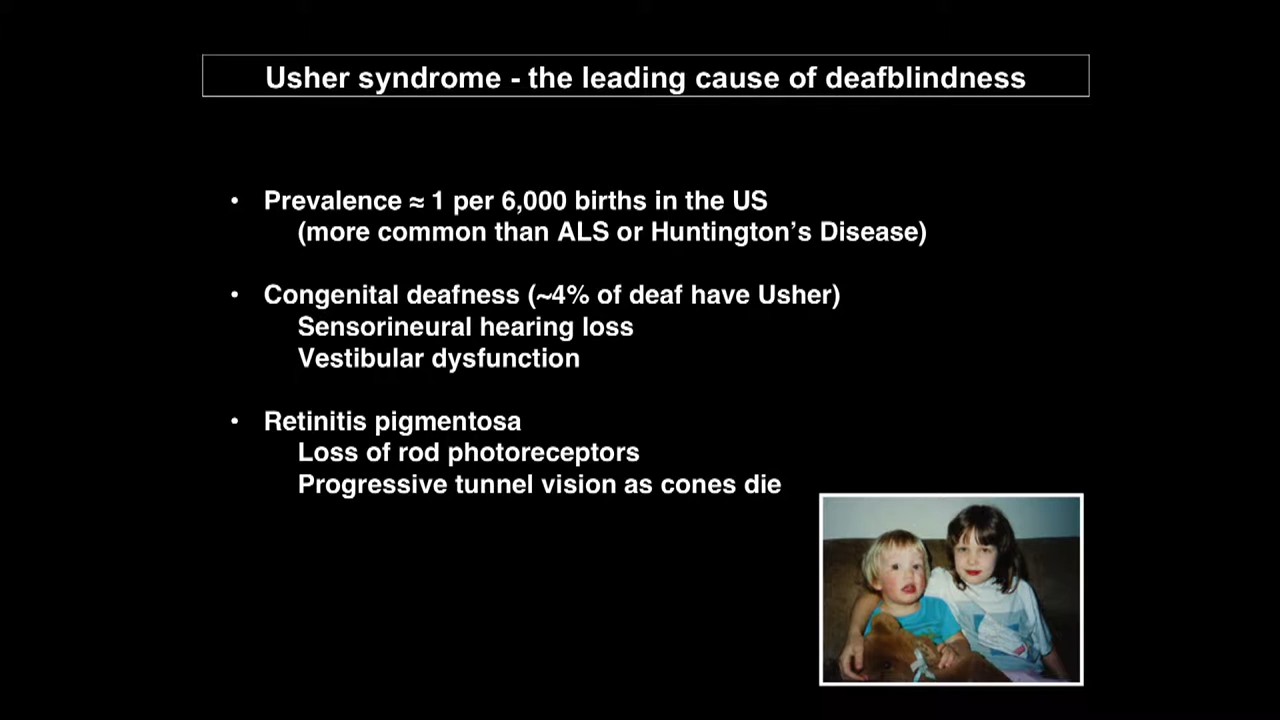 Usher syndrome - the leading cause of deafblindness
• Prevalence ≈ 1 per 6,000 births in the US
(more common than ALS or Huntington’s Disease)
• Congenital deafness (~4% of deaf have Usher)
Sensorineural hearing loss
Vestibular dysfunction
• Retinitis pigmentosa
Loss of rod photoreceptors
Progressive tunnel vision as cones die